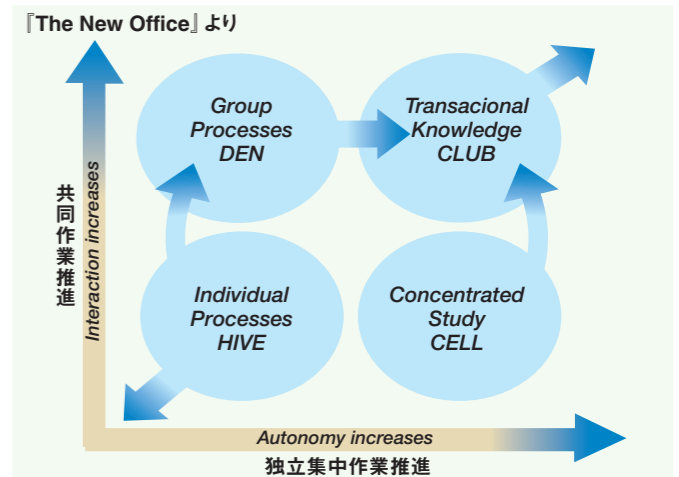 『The New Office』より
Group
Processes
DEN
Transacional
Knowledge
CLUB
共同作業推進
Interaction increases
Individual
Processes
HIVE
Concentrated
Study
CELL
Autonomy increases
独立集中作業推進